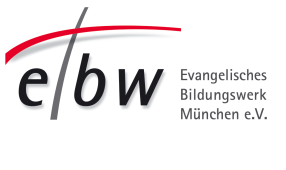 e/bw
Evangelisches
Bildungswerk
München e.V.